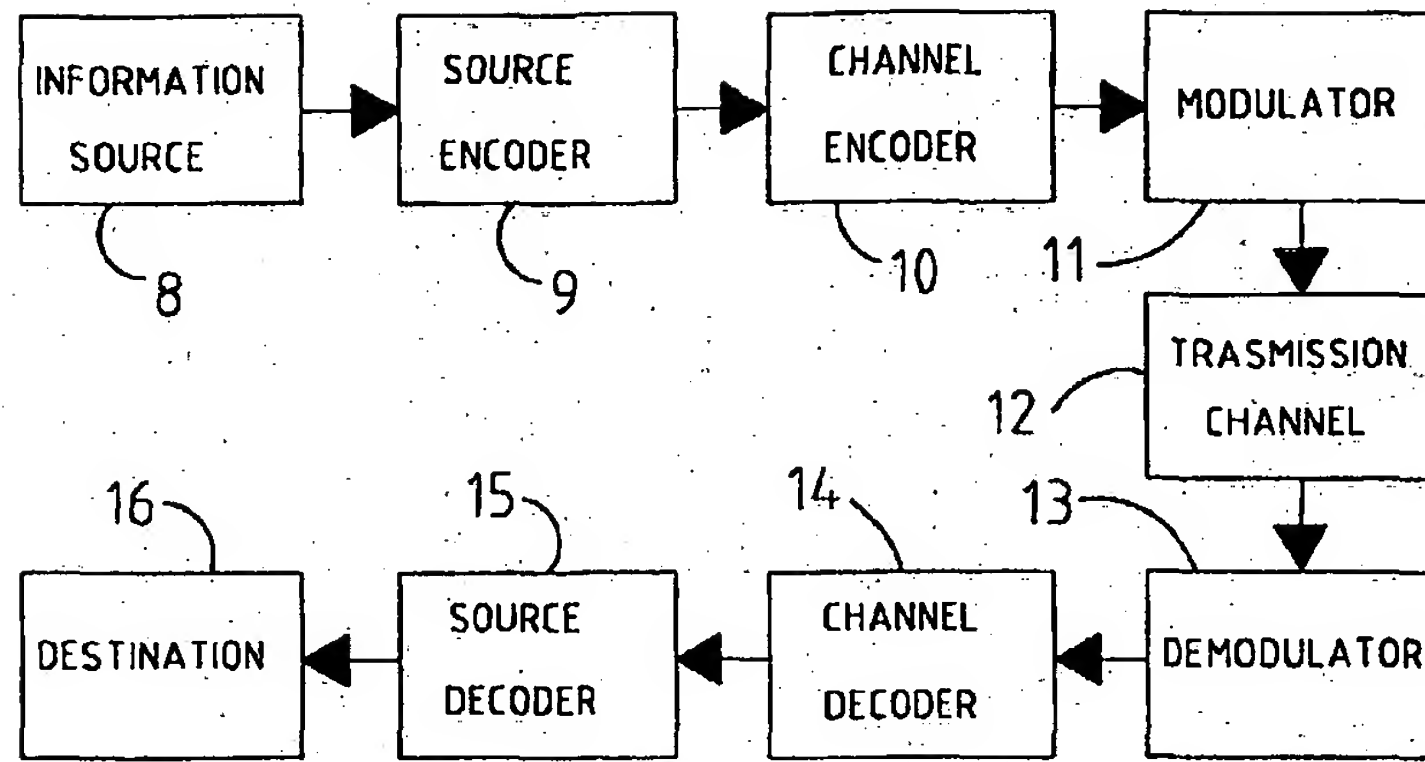 INFORMATION
SOURCE
8
SOURCE
ENCODER
9
CHANNEL
ENCODER
10
MODULATOR
11
TRASMISSION
CHANNEL
12
DEMODULATOR
13
CHANNEL
DECODER
14
SOURCE
DECODER
15
DESTINATION
16